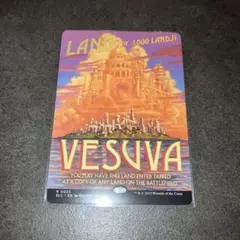 LAND
1000 LANDS!
VESUVA
YOU MAY HAVE THIS LAND ENTER TAPPED
AS A COPY OF ANY LAND ON THE BATTLEFIELD.